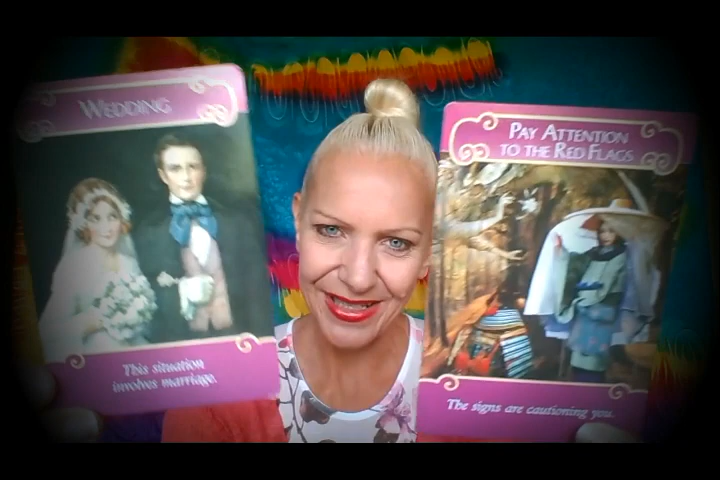 WEDDING
This situation
involves marriage.
PAY ATTENTION
TO THE RED FLAGS
The signs are cautioning you.